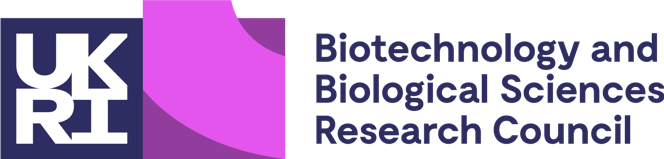 UK
RI
Biotechnology and
Biological Sciences
Research Council